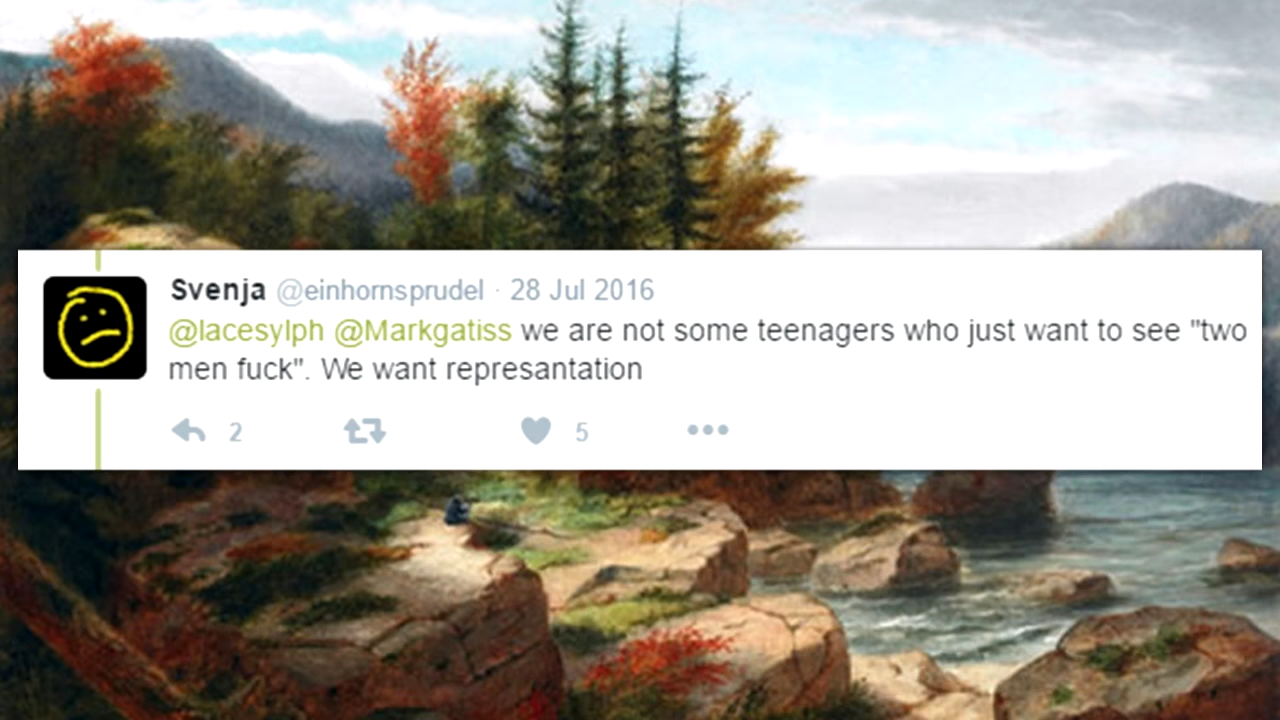 Svenja @einhornsprudel · 28 Jul 2016
@lacesylph @Markgatiss we are not some teenagers who just want to see "two
men fuck". We want represantation
2 5